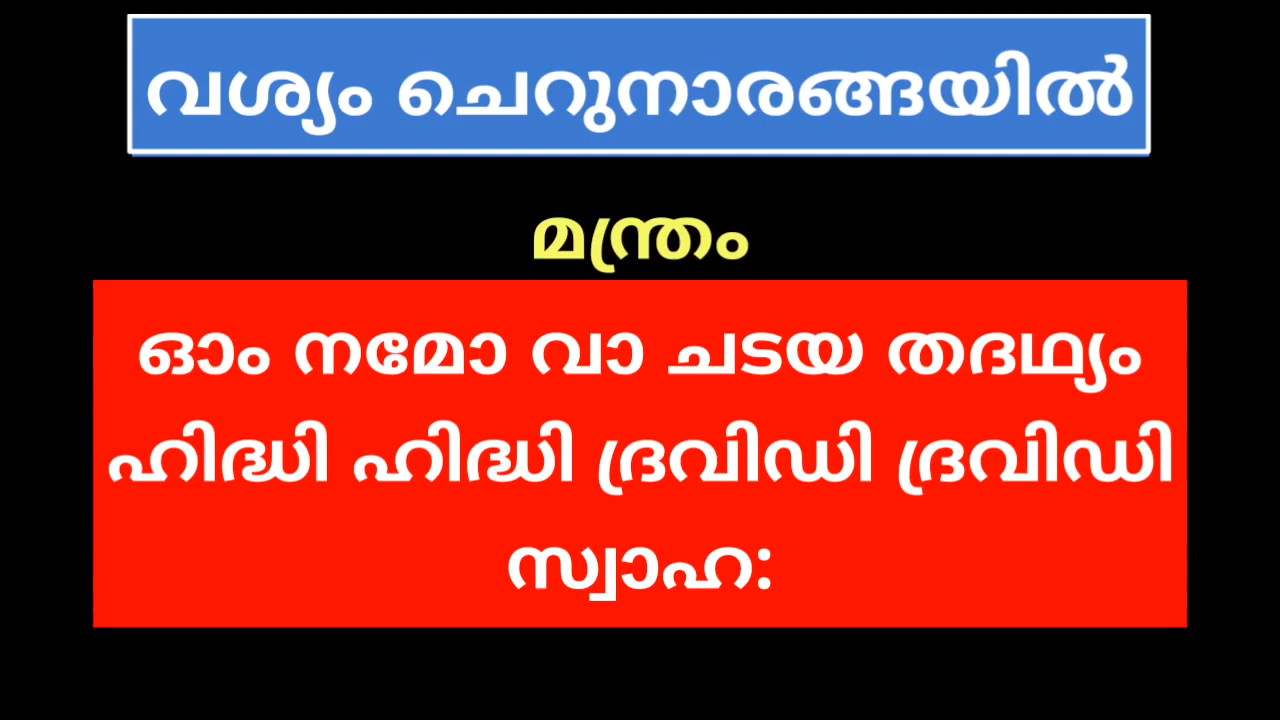 വശ്യം ചെറുനാരങ്ങയിൽ
മന്ത്രം
ഓം നമോ വാ ചടയ തദഥ്യം
ഹിദ്ധി ഹിദ്ധി ദ്രവിഡി ദ്രവിഡി
സ്വാഹ: